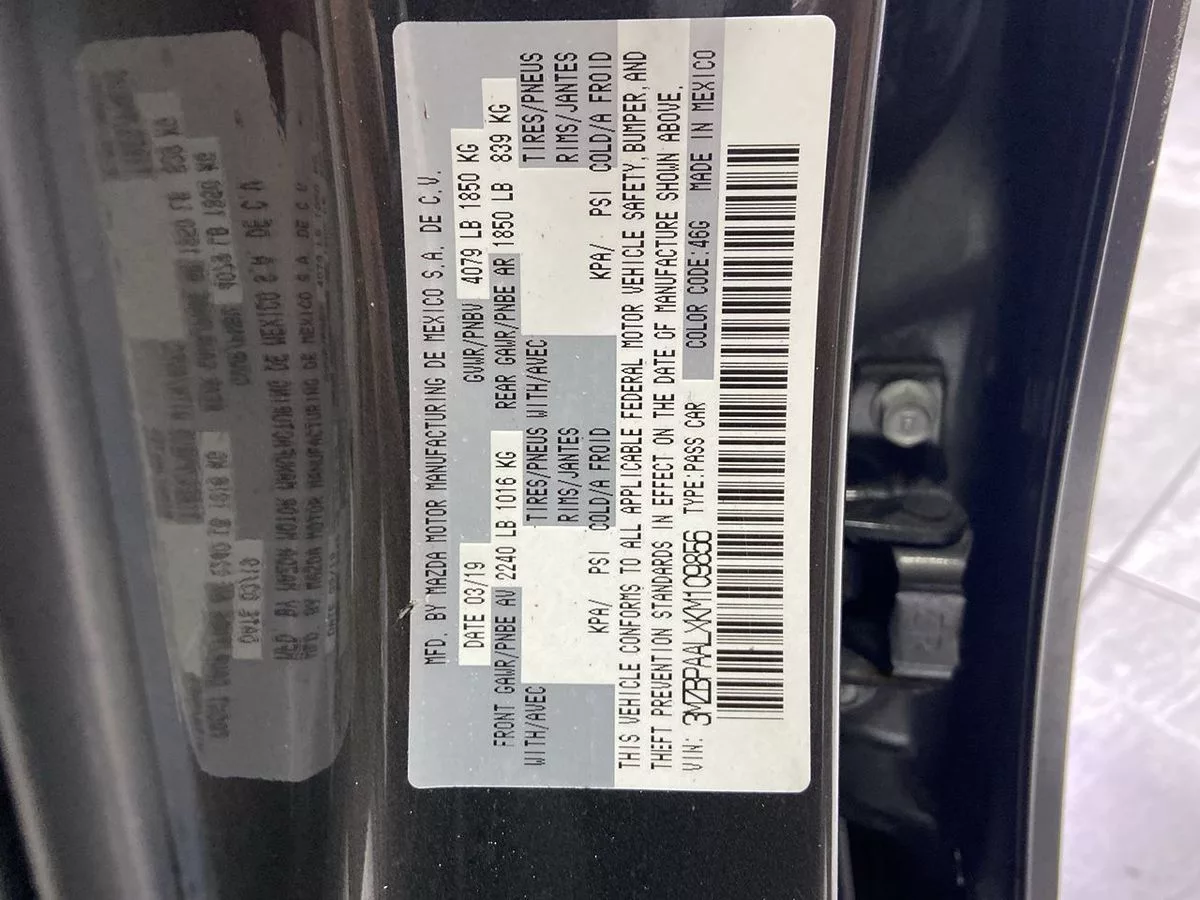 MFD. BY MAZDA MOTOR MANUFACTURING DE MEXICO S.A. DE C.V.
DATE 03/19 GVWR/PNBV 4079 LB 1850 KG
FRONT GAWR/PNBE AV 2240 LB 1016 KG REAR GAWR/PNBE AR 1850 LB 839 KG
WITH/AVEC TIRES/PNEUS WITH/AVEC TIRES/PNEUS
RIMS/JANTES RIMS/JANTES
KPA/ PSI COLD/A FROID KPA/ PSI COLD/A FROID
THIS VEHICLE CONFORMS TO ALL APPLICABLE FEDERAL MOTOR VEHICLE SAFETY, BUMPER, AND
THEFT PREVENTION STANDARDS IN EFFECT ON THE DATE OF MANUFACTURE SHOWN ABOVE.
VIN: 3MZBPAALXKM109856 TYPE:PASS CAR COLOR CODE:46G MADE IN MEXICO